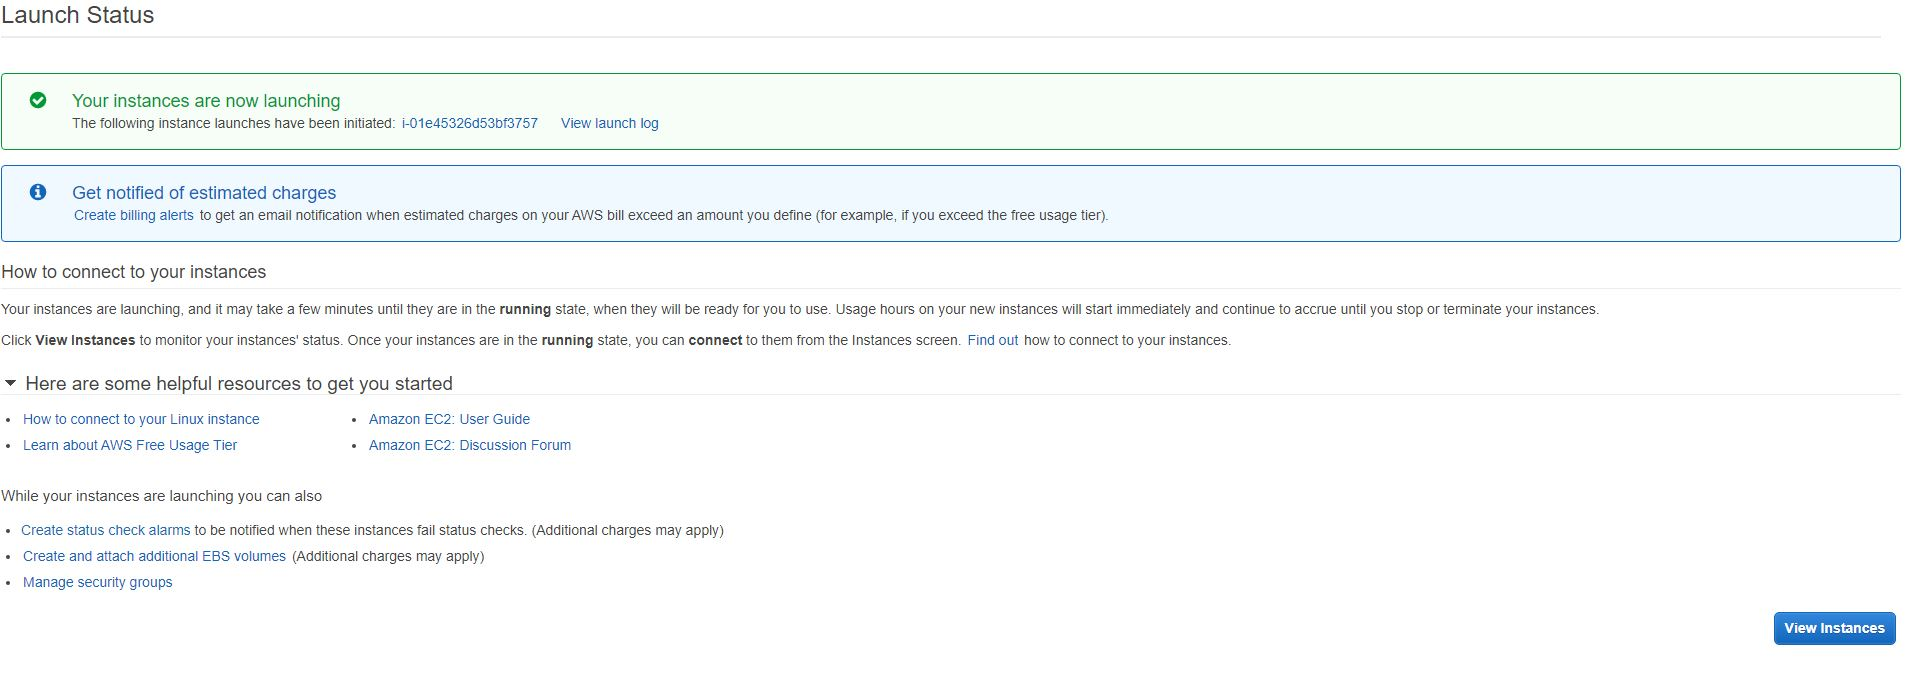 Launch Status
Your instances are now launching
The following instance launches have been initiated: i-01e45326d53bf3757 View launch log
Get notified of estimated charges
Create billing alerts to get an email notification when estimated charges on your AWS bill exceed an amount you define (for example, if you exceed the free usage tier).
How to connect to your instances
Your instances are launching, and it may take a few minutes until they are in the running state, when they will be ready for you to use. Usage hours on your new instances will start immediately and continue to accrue until you stop or terminate your instances.
Click View Instances to monitor your instances' status. Once your instances are in the running state, you can connect to them from the Instances screen. Find out how to connect to your instances.
Here are some helpful resources to get you started
• How to connect to your Linux instance
• Learn about AWS Free Usage Tier
• Amazon EC2: User Guide
• Amazon EC2: Discussion Forum
While your instances are launching you can also
• Create status check alarms to be notified when these instances fail status checks. (Additional charges may apply)
• Create and attach additional EBS volumes (Additional charges may apply)
• Manage security groups
View Instances